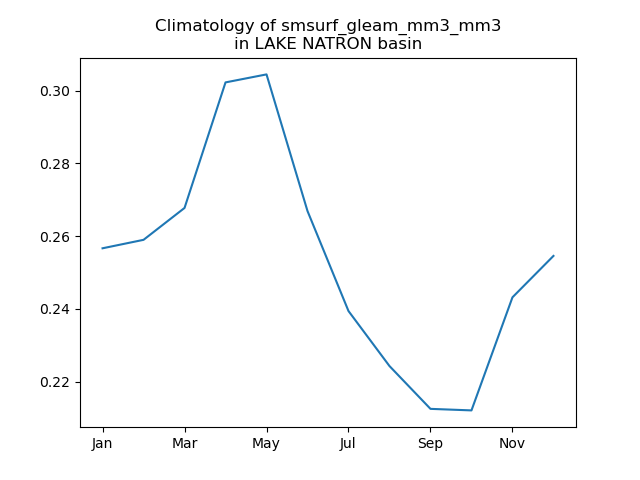 Climatology of smsurf_gleam_mm3_mm3
in LAKE NATRON basin
0.30
0.28
0.26
0.24
0.22
Jan Mar May Jul Sep Nov